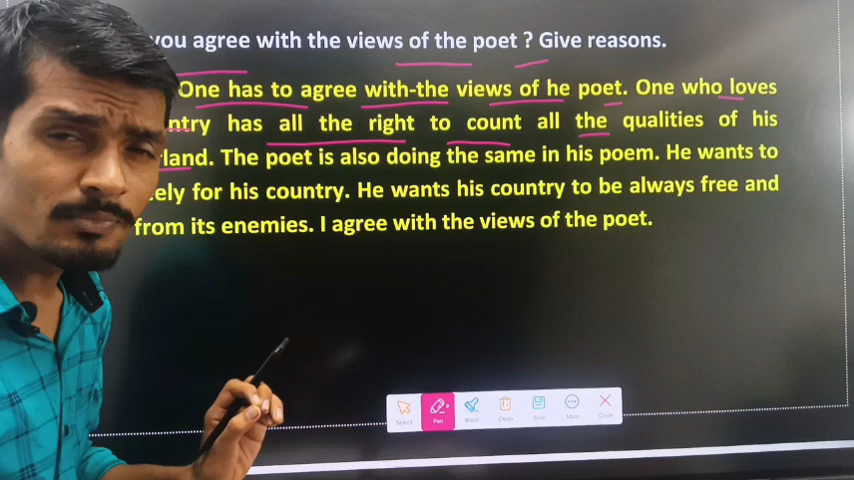 you agree with the views of the poet ? Give reasons.
One has to agree with-the views of he poet. One who loves
ntry has all the right to count all the qualities of his
rland. The poet is also doing the same in his poem. He wants to
ely for his country. He wants his country to be always free and
from its enemies. I agree with the views of the poet.
Select
Pen
Clean
Save
More
Close